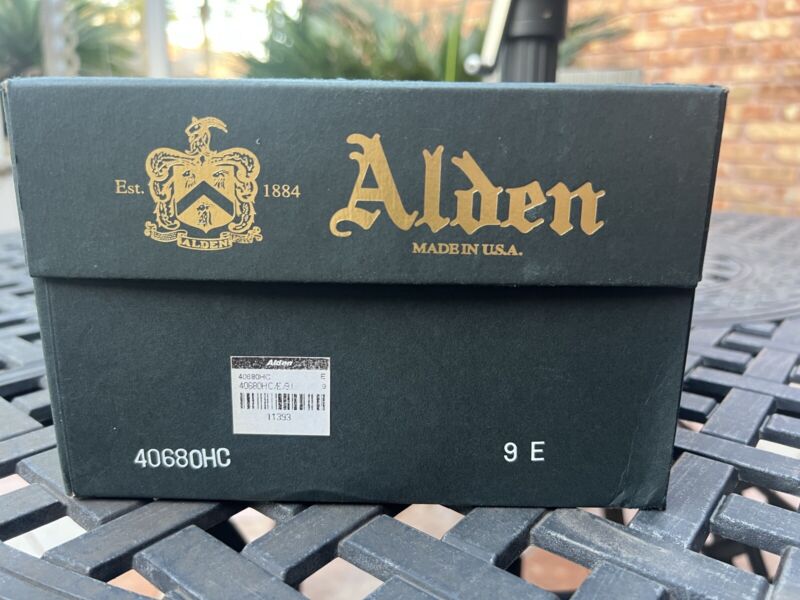 Est. 1884
ALDEN
Alden
MADE IN U.S.A.
Alden
40680HC E
40680HC/E/9. 9
11393
40680HC 9 E